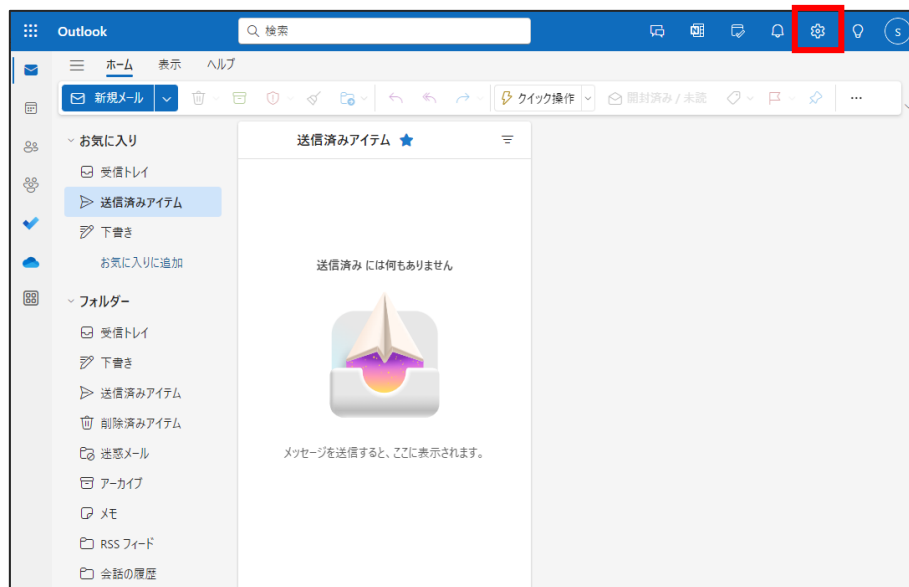 Outlook
検索
S
ホーム 表示 ヘルプ
新規メール クイック操作 開封済み / 未読 ...
お気に入り
受信トレイ
送信済みアイテム
下書き
お気に入りに追加
フォルダー
受信トレイ
下書き
送信済みアイテム
削除済みアイテム
迷惑メール
アーカイブ
メモ
RSS フィード
会話の履歴
送信済みアイテム
送信済み には何もありません
メッセージを送信すると、ここに表示されます。